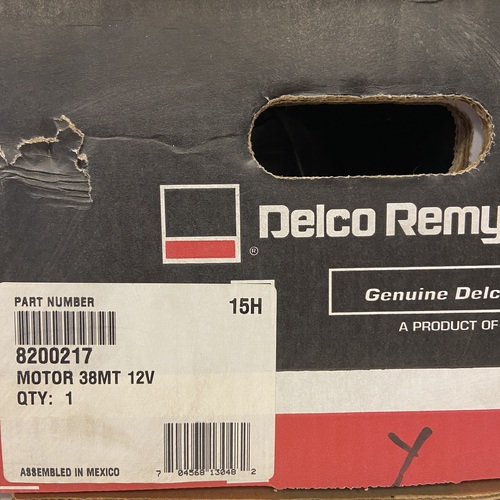 Delco Remy
®
Genuine Delc
A PRODUCT OF
PART NUMBER
15H
8200217
MOTOR 38MT 12V
QTY: 1
ASSEMBLED IN MEXICO
7 04568 13048 2
Y